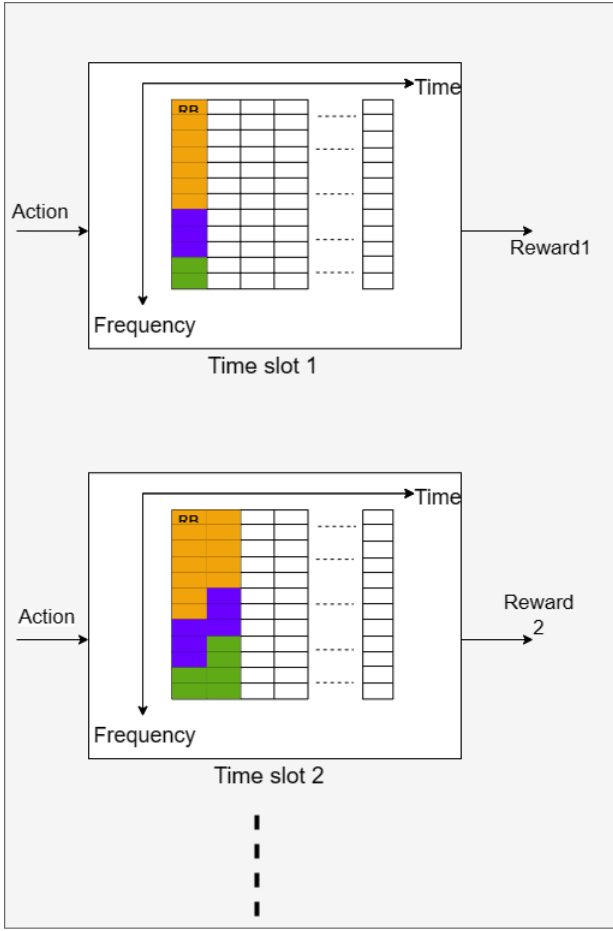 Time
RB
Action
Reward1
Frequency
Time slot 1
Time
RB
Action
Reward
2
Frequency
Time slot 2